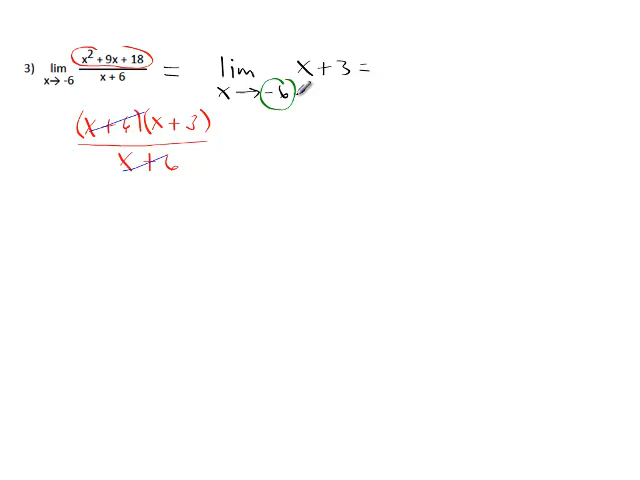 3) lim x→ -6 (x² + 9x + 18)/(x + 6) = lim x → -6 x + 3 =
(x + 6)(x + 3)
x + 6